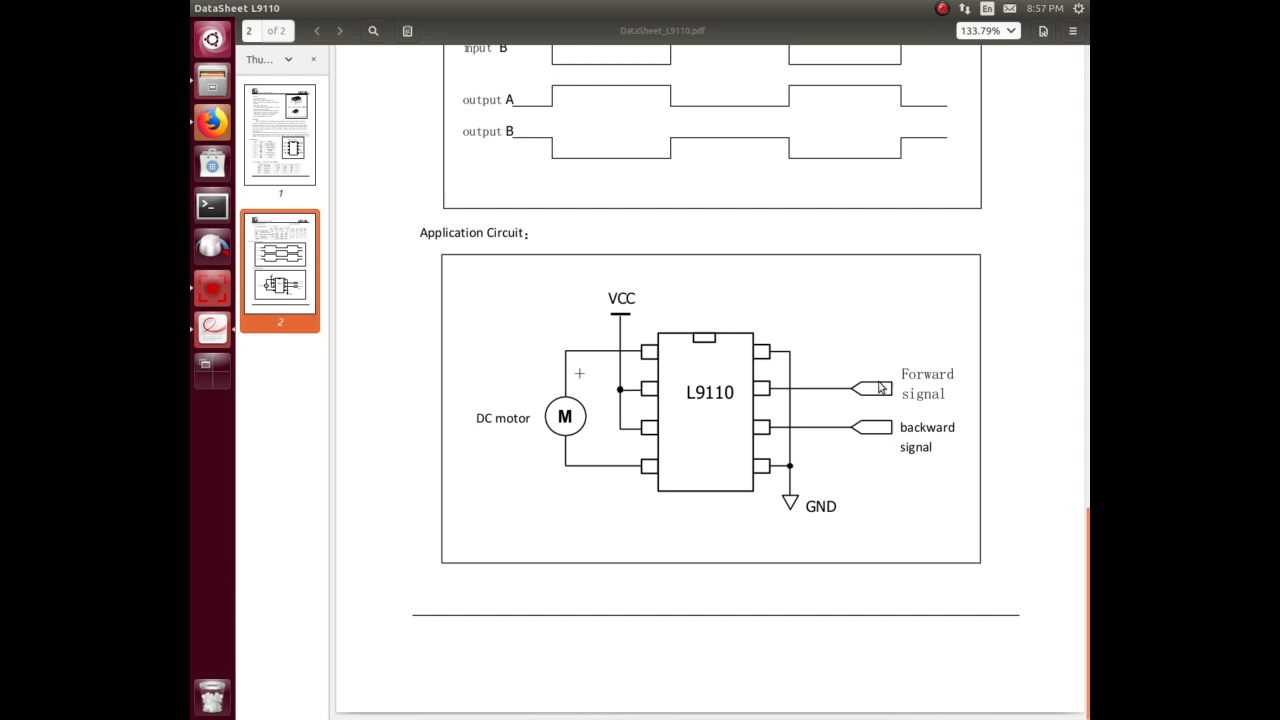 DataSheet L9110
En
8:57 PM
2
of 2
DataSheet_L9110.pdf
133.79%
Thu...
input B
output A
output B
Application Circuit：
VCC
+
L9110
DC motor
M
Forward
signal
backward
signal
GND
1
2